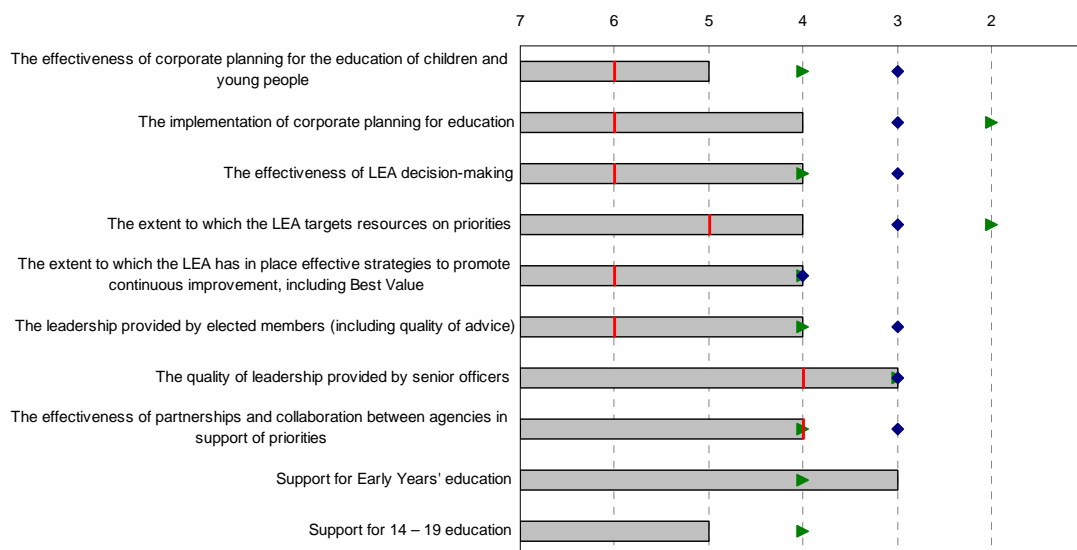 7 6 5 4 3 2
The effectiveness of corporate planning for the education of children and
young people
The implementation of corporate planning for education
The effectiveness of LEA decision-making
The extent to which the LEA targets resources on priorities
The extent to which the LEA has in place effective strategies to promote
continuous improvement, including Best Value
The leadership provided by elected members (including quality of advice)
The quality of leadership provided by senior officers
The effectiveness of partnerships and collaboration between agencies in
support of priorities
Support for Early Years' education
Support for 14 – 19 education